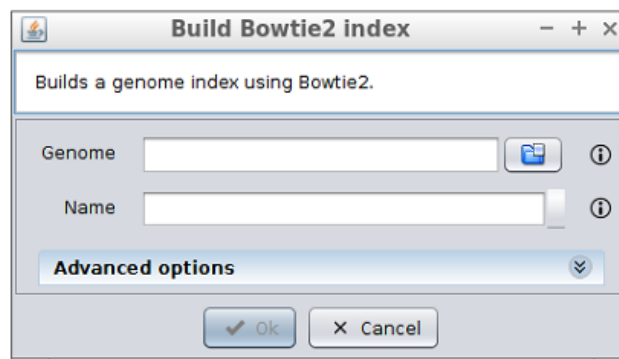 Build Bowtie2 index
Builds a genome index using Bowtie2.
Genome
Name
Advanced options
Ok Cancel